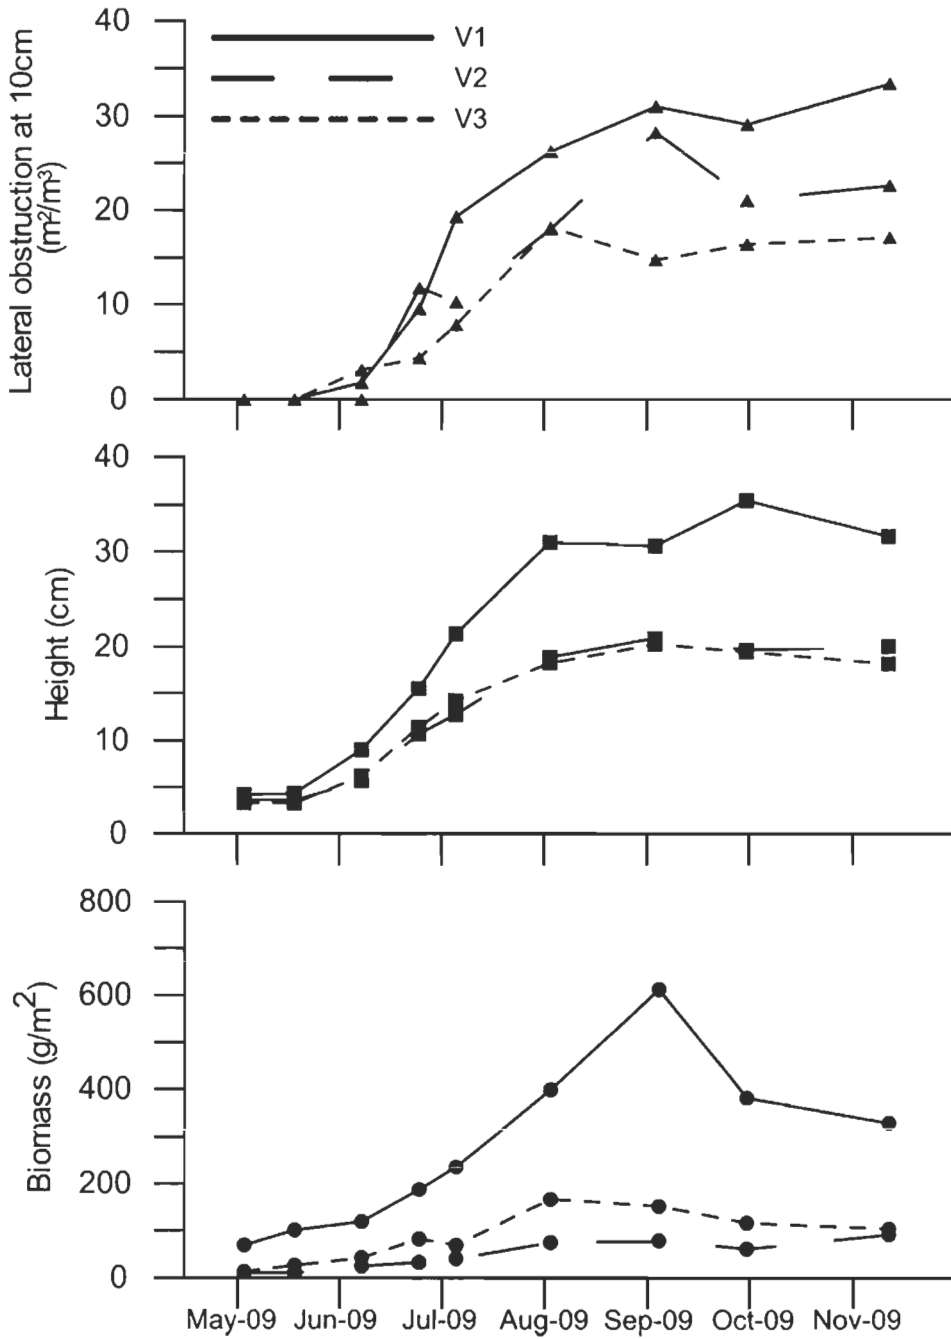 Lateral obstruction at 10cm
(m²/m³)
40
30
20
10
0
V1
V2
V3
Height (cm)
40
30
20
10
0
Biomass (g/m²)
800
600
400
200
0
May-09 Jun-09 Jul-09 Aug-09 Sep-09 Oct-09 Nov-09